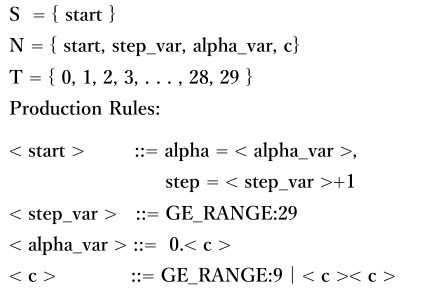 S = { start }
N = { start, step_var, alpha_var, c}
T = { 0, 1, 2, 3, . . . , 28, 29 }
Production Rules:
< start > ::= alpha = < alpha_var >,
step = < step_var >+1
< step_var > ::= GE_RANGE:29
< alpha_var > ::= 0.< c >
< c > ::= GE_RANGE:9 | < c >< c >